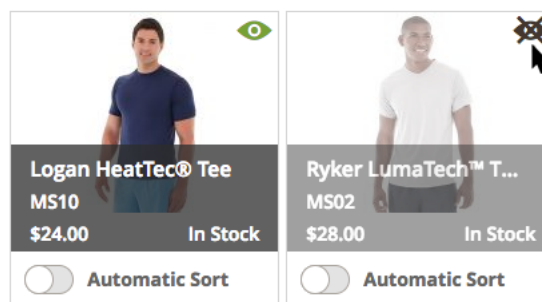 Logan HeatTec® Tee
MS10
$24.00 In Stock
Automatic Sort
Ryker LumaTech™ T...
MS02
$28.00 In Stock
Automatic Sort